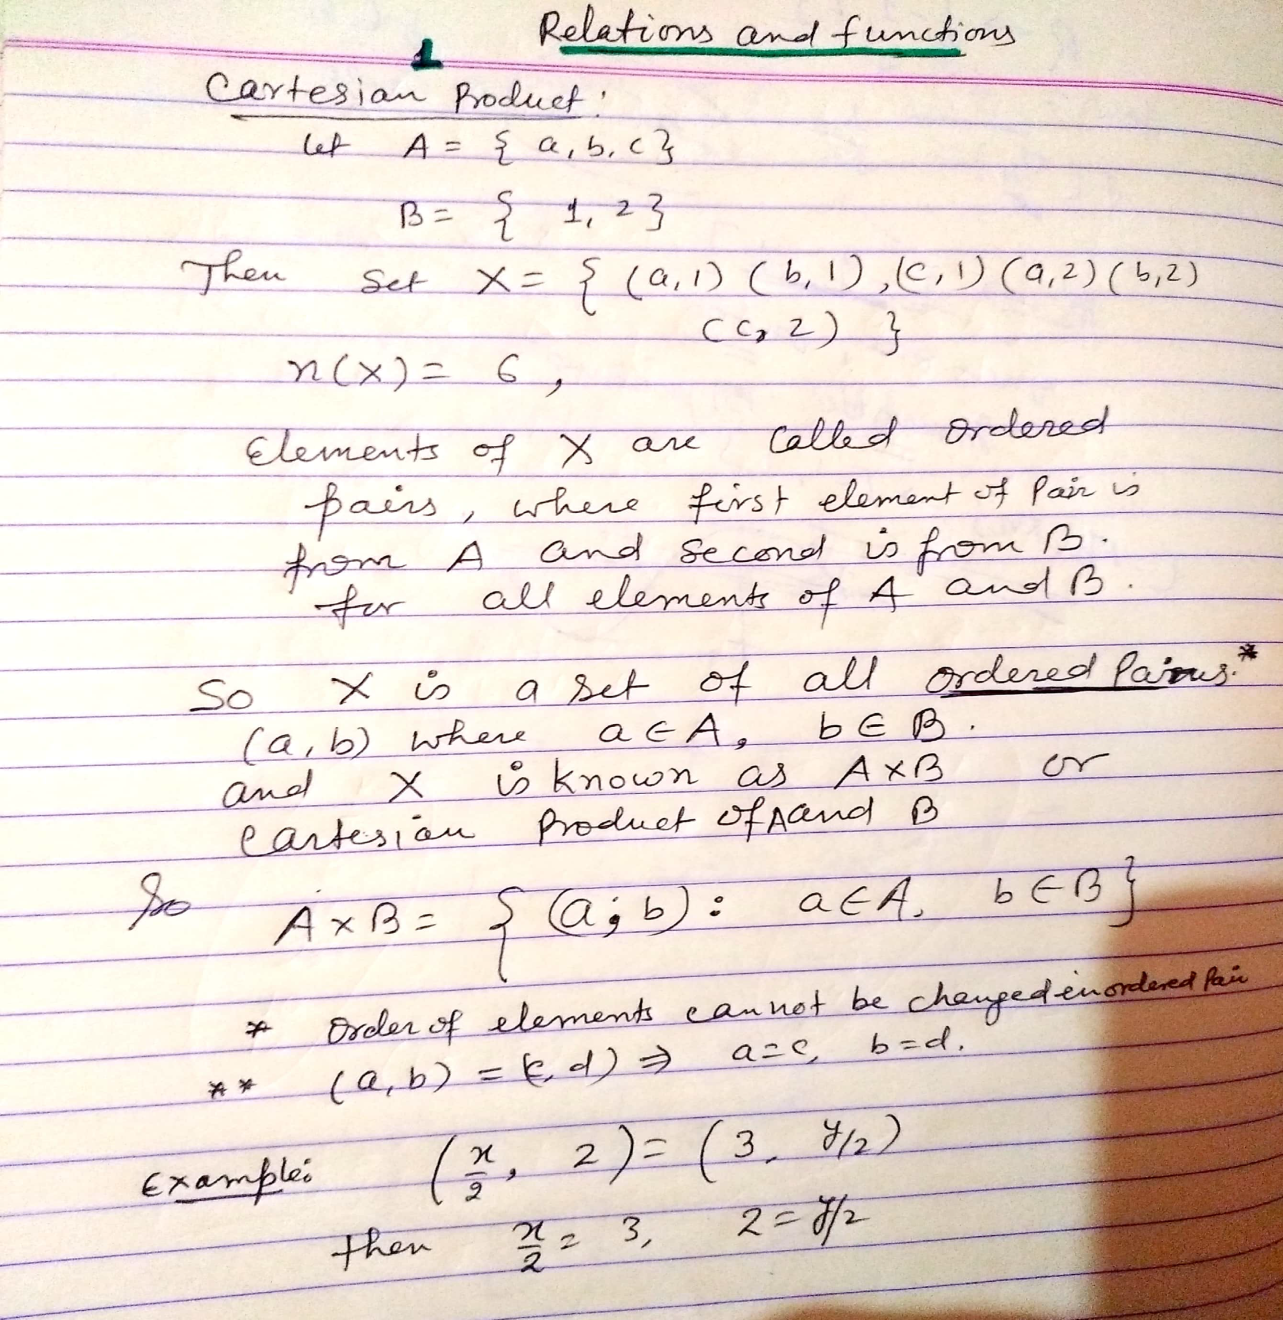 Relations and functions
1
Cartesian Product:
let A = { a, b, c}
B = { 1, 2}
Then Set X = { (a,1) (b,1), (c,1) (a,2) (b,2)
(c, 2) }
n(X) = 6,
Elements of X are Called Ordered
pairs, where first element of Pair is
from A and Second is from B.
for all elements of A and B.
So X is a set of all ordered Pairs.*
(a, b) where a ∈ A, b ∈ B.
and X is known as A×B or
Cartesian Product of A and B
So A × B = { (a, b) : a ∈ A, b ∈ B }
* Order of elements cannot be changed in ordered Pair
** (a, b) = (c, d) ⇒ a = c, b = d.
Example: (x/2, 2) = (3, y/2)
then x/2 = 3, 2 = y/2